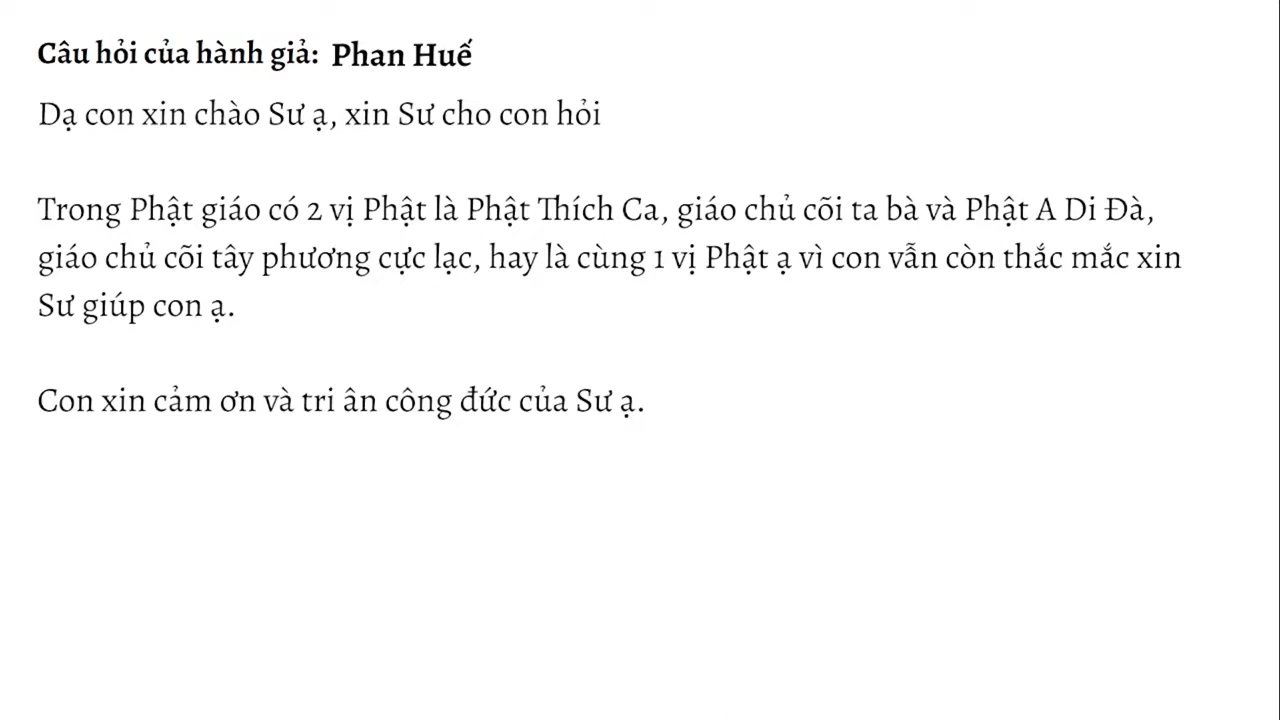 Câu hỏi của hành giả: Phan Huế
Dạ con xin chào Sư ạ, xin Sư cho con hỏi
Trong Phật giáo có 2 vị Phật là Phật Thích Ca, giáo chủ cõi ta bà và Phật A Di Đà,
giáo chủ cõi tây phương cực lạc, hay là cùng 1 vị Phật ạ vì con vẫn còn thắc mắc xin
Sư giúp con ạ.
Con xin cảm ơn và tri ân công đức của Sư ạ.